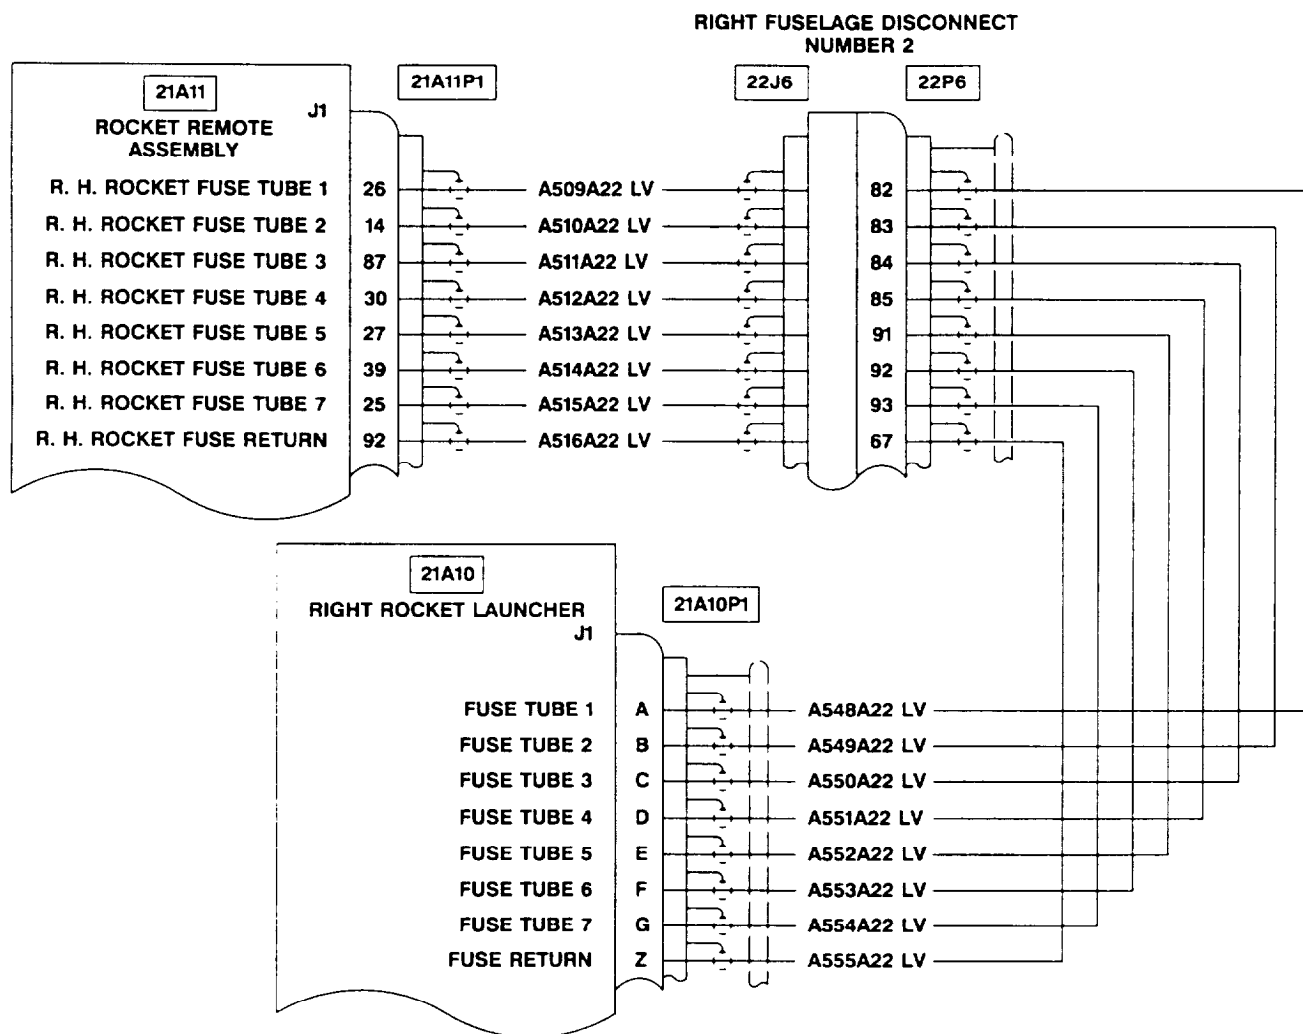 RIGHT FUSELAGE DISCONNECT
NUMBER 2
21A11
21A11P1
22J6
22P6
J1
ROCKET REMOTE
ASSEMBLY
R. H. ROCKET FUSE TUBE 1 26 A509A22 LV 82
R. H. ROCKET FUSE TUBE 2 14 A510A22 LV 83
R. H. ROCKET FUSE TUBE 3 87 A511A22 LV 84
R. H. ROCKET FUSE TUBE 4 30 A512A22 LV 85
R. H. ROCKET FUSE TUBE 5 27 A513A22 LV 91
R. H. ROCKET FUSE TUBE 6 39 A514A22 LV 92
R. H. ROCKET FUSE TUBE 7 25 A515A22 LV 93
R. H. ROCKET FUSE RETURN 92 A516A22 LV 67
21A10
21A10P1
RIGHT ROCKET LAUNCHER
J1
FUSE TUBE 1 A A548A22 LV
FUSE TUBE 2 B A549A22 LV
FUSE TUBE 3 C A550A22 LV
FUSE TUBE 4 D A551A22 LV
FUSE TUBE 5 E A552A22 LV
FUSE TUBE 6 F A553A22 LV
FUSE TUBE 7 G A554A22 LV
FUSE RETURN Z A555A22 LV